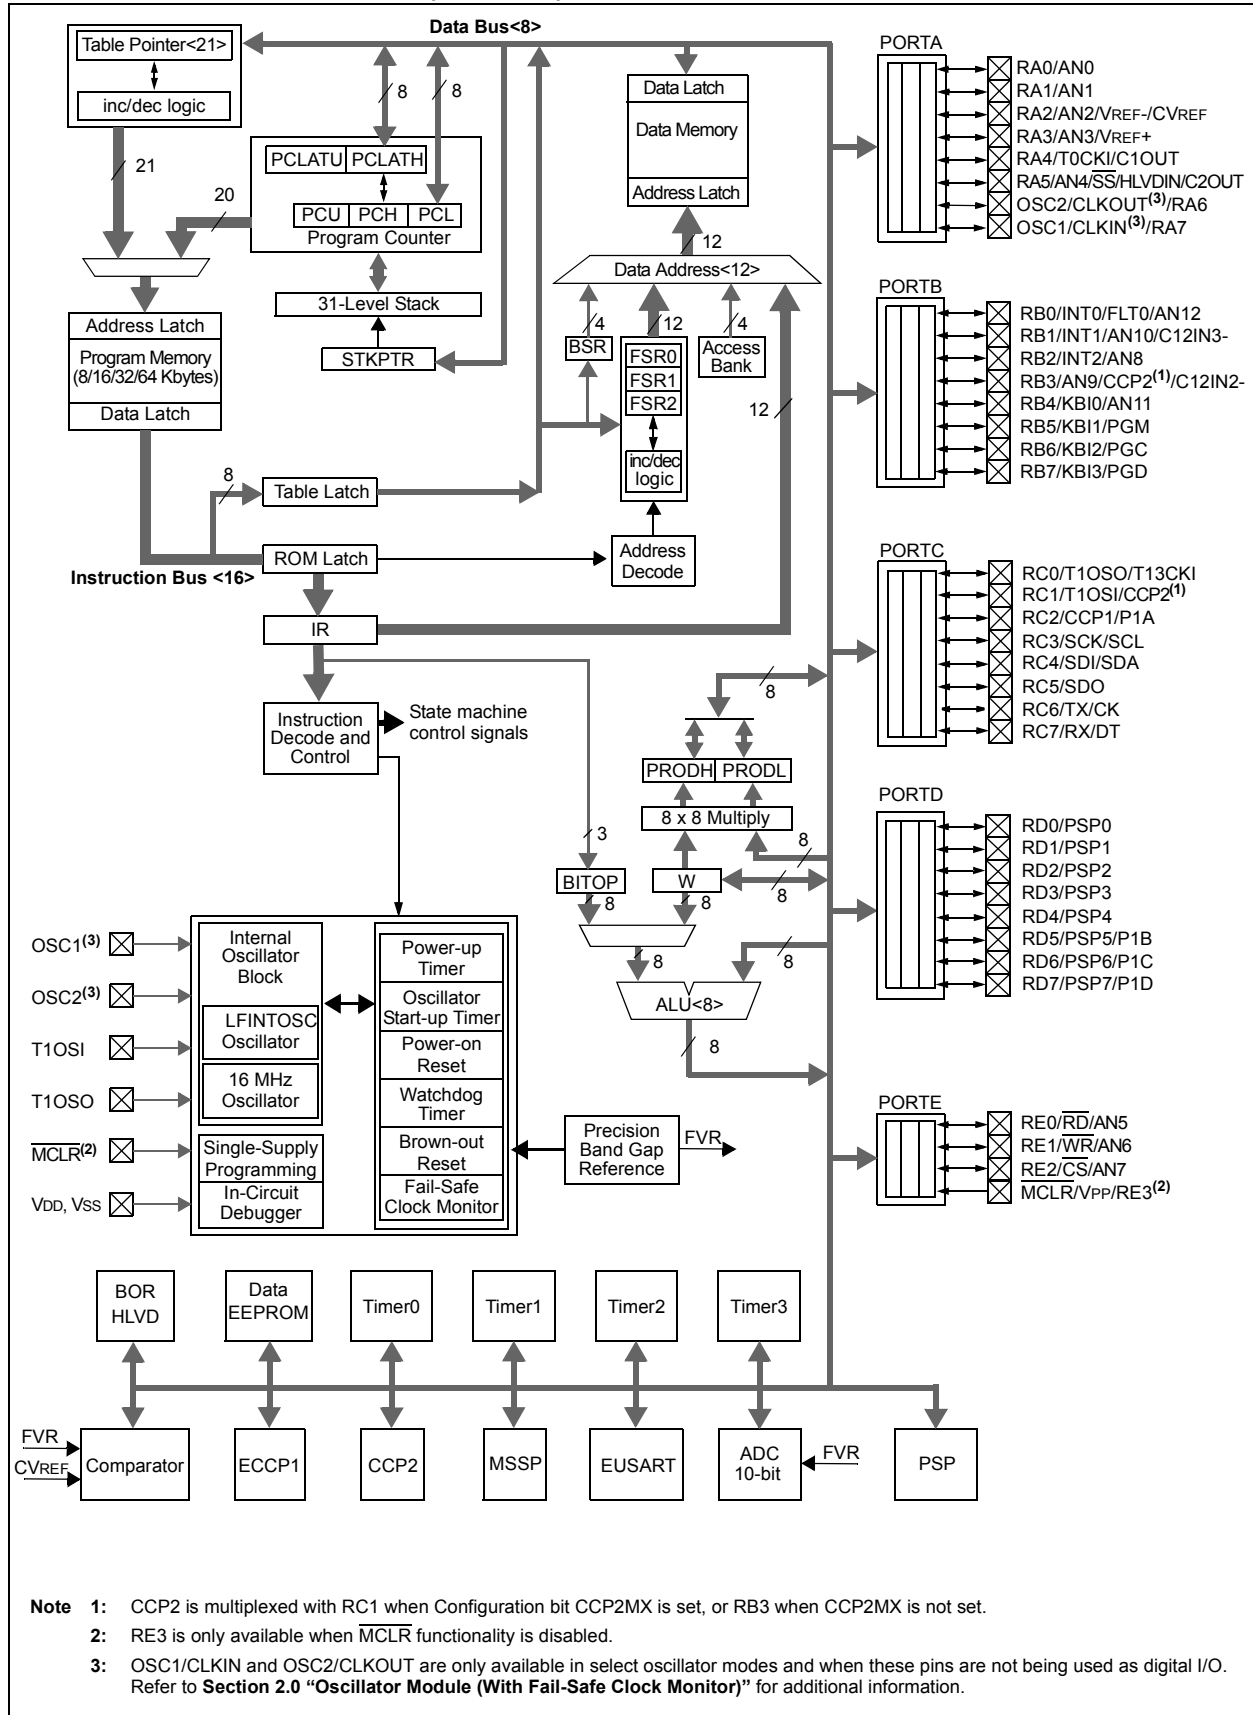 Data Bus<8>
Table Pointer<21>
inc/dec logic
21
20
8
8
PCLATU PCLATH
PCU PCH PCL
Program Counter
31-Level Stack
STKPTR
Data Latch
Data Memory
Address Latch
12
Data Address<12>
4
12
4
BSR
FSR0
FSR1
FSR2
inc/dec
logic
Access
Bank
12
Address Latch
Program Memory
(8/16/32/64 Kbytes)
Data Latch
8
Table Latch
ROM Latch
Instruction Bus <16>
Address
Decode
IR
Instruction
Decode and
Control
State machine
control signals
8
PRODH PRODL
8 x 8 Multiply
3
8
BITOP
W
8
8
8
8
8
ALU<8>
8
OSC1(3)
OSC2(3)
T1OSI
T1OSO
MCLR(2)
VDD, VSS
Internal
Oscillator
Block
LFINTOSC
Oscillator
16 MHz
Oscillator
Single-Supply
Programming
In-Circuit
Debugger
Power-up
Timer
Oscillator
Start-up Timer
Power-on
Reset
Watchdog
Timer
Brown-out
Reset
Fail-Safe
Clock Monitor
Precision
Band Gap
Reference
FVR
PORTA
RA0/AN0
RA1/AN1
RA2/AN2/VREF-/CVREF
RA3/AN3/VREF+
RA4/T0CKI/C1OUT
RA5/AN4/SS/HLVDIN/C2OUT
OSC2/CLKOUT(3)/RA6
OSC1/CLKIN(3)/RA7
PORTB
RB0/INT0/FLT0/AN12
RB1/INT1/AN10/C12IN3-
RB2/INT2/AN8
RB3/AN9/CCP2(1)/C12IN2-
RB4/KBI0/AN11
RB5/KBI1/PGM
RB6/KBI2/PGC
RB7/KBI3/PGD
PORTC
RC0/T1OSO/T13CKI
RC1/T1OSI/CCP2(1)
RC2/CCP1/P1A
RC3/SCK/SCL
RC4/SDI/SDA
RC5/SDO
RC6/TX/CK
RC7/RX/DT
PORTD
RD0/PSP0
RD1/PSP1
RD2/PSP2
RD3/PSP3
RD4/PSP4
RD5/PSP5/P1B
RD6/PSP6/P1C
RD7/PSP7/P1D
PORTE
RE0/RD/AN5
RE1/WR/AN6
RE2/CS/AN7
MCLR/VPP/RE3(2)
BOR
HLVD
Data
EEPROM
Timer0
Timer1
Timer2
Timer3
FVR
CVREF
Comparator
ECCP1
CCP2
MSSP
EUSART
ADC
10-bit
FVR
PSP
Note 1: CCP2 is multiplexed with RC1 when Configuration bit CCP2MX is set, or RB3 when CCP2MX is not set.
2: RE3 is only available when MCLR functionality is disabled.
3: OSC1/CLKIN and OSC2/CLKOUT are only available in select oscillator modes and when these pins are not being used as digital I/O.
Refer to Section 2.0 “Oscillator Module (With Fail-Safe Clock Monitor)” for additional information.